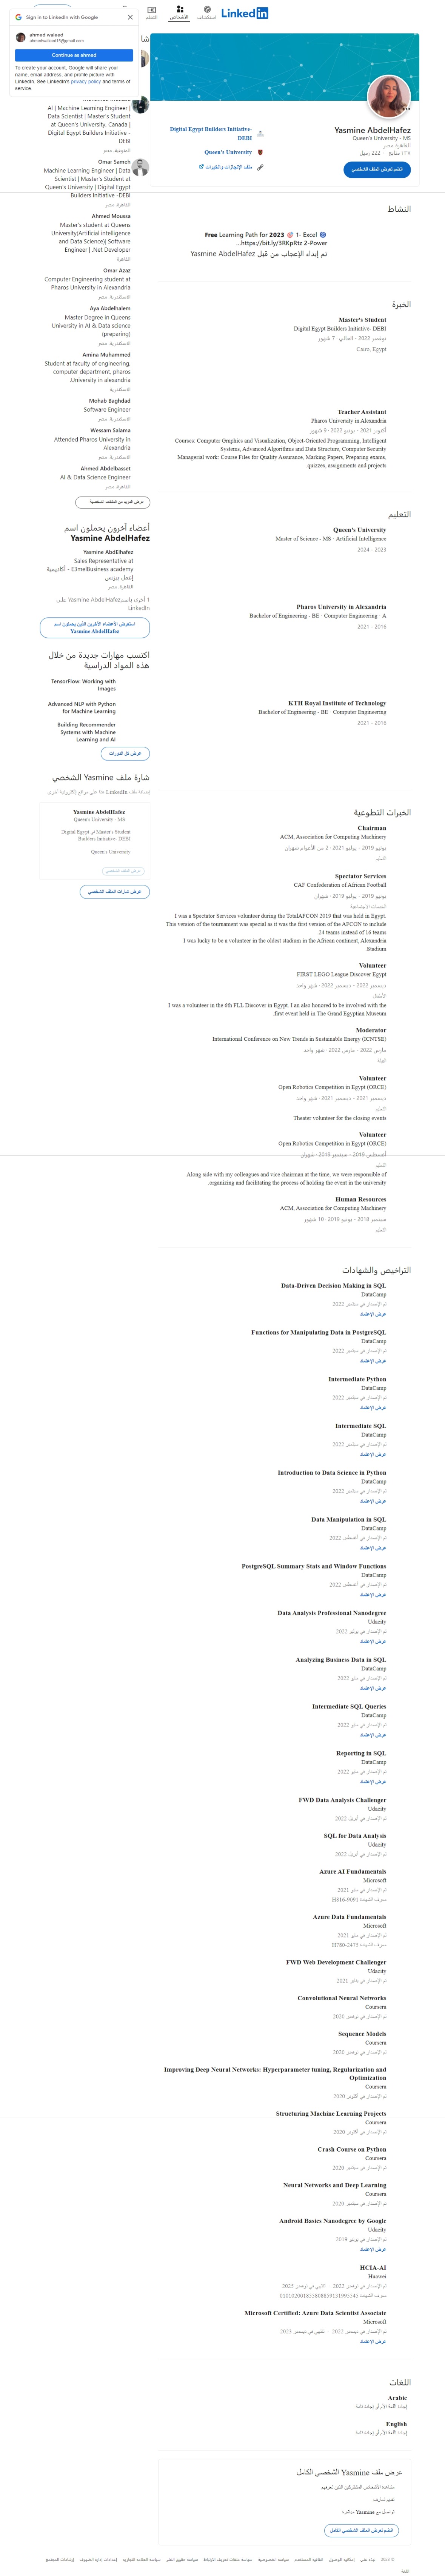 Sign in to LinkedIn with Google
ahmed waleed
Continue as ahmed
To create your account, Google will share your
name, email address, and profile picture with
LinkedIn. See LinkedIn's privacy policy and terms of
service.
LinkedIn
استكشاف
الأشخاص
التعلم
Yasmine AbdelHafez
Queen's University - MS
القاهرة مصر
٢٣٧ متابع · 222 زميل
انضم لعرض الملف الشخصي
Digital Egypt Builders Initiative-
DEBI
Queen's University
ملف الإنجازات والخبرات
النشاط
Free Learning Path for 2023 1- Excel
...https://bit.ly/3RKpRtz 2-Power
تم إبداء الإعجاب من قبل Yasmine AbdelHafez
الخبرة
Master's Student
Digital Egypt Builders Initiative- DEBI
نوفمبر 2022 - الحالي · 7 شهور
Cairo, Egypt
Teacher Assistant
Pharos University in Alexandria
أكتوبر 2021 - يونيو 2022 · 9 شهور
Courses: Computer Graphics and Visualization, Object-Oriented Programming, Intelligent
Systems, Advanced Algorithms and Data Structure, Computer Security
Managerial work: Course Files for Quality Assurance, Marking Papers, Preparing exams,
.quizzes, assignments and projects
التعليم
Queen's University
Master of Science - MS · Artificial Intelligence
2023 - 2024
Pharos University in Alexandria
Bachelor of Engineering - BE · Computer Engineering · A
2016 - 2021
KTH Royal Institute of Technology
Bachelor of Engineering - BE · Computer Engineering
2016 - 2021
الخبرات التطوعية
Chairman
ACM, Association for Computing Machinery
يونيو 2019 - يوليو 2021 · 2 من الأعوام شهران
التعليم
Spectator Services
CAF Confederation of African Football
يونيو 2019 - يوليو 2019 · شهران
الخدمات الاجتماعية
I was a Spectator Services volunteer during the TotalAFCON 2019 that was held in Egypt.
This version of the tournament was special as it was the first version of the AFCON to include
.24 teams instead of 16 teams
I was lucky to be a volunteer in the oldest stadium in the African continent, Alexandria
Stadium
Volunteer
FIRST LEGO League Discover Egypt
ديسمبر 2022 - ديسمبر 2022 · شهر واحد
الأطفال
I was a volunteer in the 6th FLL Discover in Egypt. I an also honored to be involved with the
.first event held in The Grand Egyptian Museum
Moderator
International Conference on New Trends in Sustainable Energy (ICNTSE)
مارس 2022 - مارس 2022 · شهر واحد
البيئة
Volunteer
Open Robotics Competition in Egypt (ORCE)
ديسمبر 2021 - ديسمبر 2021 · شهر واحد
التعليم
Theater volunteer for the closing events
Volunteer
Open Robotics Competition in Egypt (ORCE)
أغسطس 2019 - سبتمبر 2019 · شهران
التعليم
Along side with my colleagues and vice chairman at the time, we were responsible of
.organizing and facilitating the process of holding the event in the university
Human Resources
ACM, Association for Computing Machinery
سبتمبر 2018 - يونيو 2019 · 10 شهور
التعليم
التراخيص والشهادات
Data-Driven Decision Making in SQL
DataCamp
تم الإصدار في سبتمبر 2022
عرض الإعتماد
Functions for Manipulating Data in PostgreSQL
DataCamp
تم الإصدار في سبتمبر 2022
عرض الإعتماد
Intermediate Python
DataCamp
تم الإصدار في سبتمبر 2022
عرض الإعتماد
Intermediate SQL
DataCamp
تم الإصدار في سبتمبر 2022
عرض الإعتماد
Introduction to Data Science in Python
DataCamp
تم الإصدار في سبتمبر 2022
عرض الإعتماد
Data Manipulation in SQL
DataCamp
تم الإصدار في أغسطس 2022
عرض الإعتماد
PostgreSQL Summary Stats and Window Functions
DataCamp
تم الإصدار في أغسطس 2022
عرض الإعتماد
Data Analysis Professional Nanodegree
Udacity
تم الإصدار في يوليو 2022
عرض الإعتماد
Analyzing Business Data in SQL
DataCamp
تم الإصدار في مايو 2022
عرض الإعتماد
Intermediate SQL Queries
DataCamp
تم الإصدار في مايو 2022
عرض الإعتماد
Reporting in SQL
DataCamp
تم الإصدار في مايو 2022
عرض الإعتماد
FWD Data Analysis Challenger
Udacity
تم الإصدار في أبريل 2022
SQL for Data Analysis
Udacity
تم الإصدار في أبريل 2022
Azure AI Fundamentals
Microsoft
تم الإصدار في مايو 2021
معرف الشهادة H816-9091
Azure Data Fundamentals
Microsoft
تم الإصدار في مايو 2021
معرف الشهادة H780-2475
FWD Web Development Challenger
Udacity
تم الإصدار في يناير 2021
Convolutional Neural Networks
Coursera
تم الإصدار في نوفمبر 2020
Sequence Models
Coursera
تم الإصدار في نوفمبر 2020
Improving Deep Neural Networks: Hyperparameter tuning, Regularization and
Optimization
Coursera
تم الإصدار في أكتوبر 2020
Structuring Machine Learning Projects
Coursera
تم الإصدار في أكتوبر 2020
Crash Course on Python
Coursera
تم الإصدار في سبتمبر 2020
Neural Networks and Deep Learning
Coursera
تم الإصدار في سبتمبر 2020
Android Basics Nanodegree by Google
Udacity
تم الإصدار في يونيو 2019
عرض الإعتماد
HCIA-AI
Huawei
تم الإصدار في نوفمبر 2022 · تنتهي في نوفمبر 2025
معرف الشهادة
Microsoft Certified: Azure Data Scientist Associate
Microsoft
تم الإصدار في ديسمبر 2022 · تنتهي في ديسمبر 2023
عرض الإعتماد
اللغات
Arabic
إجادة اللغة الأم أو إجادة تامة
English
إجادة اللغة الأم أو إجادة تامة
عرض ملف Yasmine الشخصي الكامل
مشاهدة الأشخاص المشتركين الذين تعرفهم
تقديم تعارف
تواصل مع Yasmine مباشرة
انضم لعرض الملف الشخصي الكامل
AI | Machine Learning Engineer |
Data Scientist | Master's Student
at Queen's University, Canada |
Digital Egypt Builders Initiative -
DEBI
المنوفية, مصر
Omar Sameh
Machine Learning Engineer | Data
Scientist | Master's Student at
Queen's University | Digital Egypt
Builders Initiative -DEBI
القاهرة, مصر
Ahmed Moussa
Master's student at Queens
University(Artificial intelligence
and Data Science)| Software
Engineer | .Net Developer
القاهرة
Omar Azaz
Computer Engineering student at
Pharos University in Alexandria
الاسكندرية, مصر
Aya Abdelhalem
Master Degree in Queens
University in AI & Data science
(preparing)
الاسكندرية, مصر
Amina Muhammed
Student at faculty of engineering,
computer department, pharos
.University in alexandria
الاسكندرية
Mohab Baghdad
Software Engineer
الاسكندرية, مصر
Wessam Salama
Attended Pharos University in
Alexandria
الاسكندرية, مصر
Ahmed Abdelbasset
AI & Data Science Engineer
القاهرة, مصر
عرض المزيد من الملفات الشخصية
أعضاء آخرون يحملون اسم
Yasmine AbdelHafez
Yasmine AbdElhafez
Sales Representative at
E3melBusiness academy - أكاديمية
إعمل بيزنس
القاهرة, مصر
1 أخرى باسم Yasmine AbdelHafez على
LinkedIn
استعرض الأعضاء الآخرين الذين يحملون اسم
Yasmine AbdelHafez
اكتسب مهارات جديدة من خلال
هذه المواد الدراسية
TensorFlow: Working with
Images
Advanced NLP with Python
for Machine Learning
Building Recommender
Systems with Machine
Learning and AI
عرض كل الدورات
شارة ملف Yasmine الشخصي
إضافة ملف LinkedIn هذا على مواقع إلكترونية أخرى
Yasmine AbdelHafez
Queen's University - MS
Master's Student في Digital Egypt
Builders Initiative- DEBI
Queen's University
عرض الملف الشخصي
عرض شارات الملف الشخصي
© 2023
نبذة عني
إمكانية الوصول
اتفاقية المستخدم
سياسة الخصوصية
سياسة ملفات تعريف الارتباط
سياسة حقوق النشر
سياسة العلامة التجارية
إعدادات إدارة الضيوف
إرشادات المجتمع
اللغة